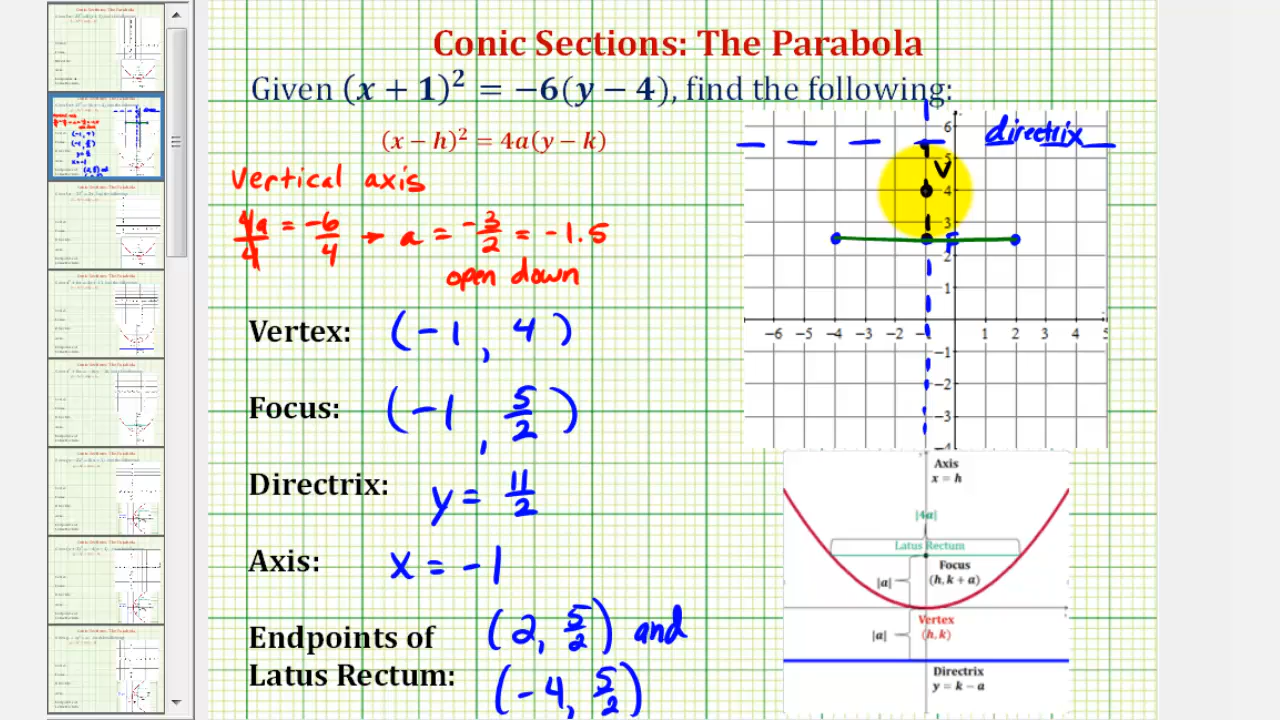 Conic Sections: The Parabola
Given (x + 1)² = −6(y − 4), find the following:
(x − h)² = 4a(y − k)
Vertical axis
4a/4 = -6/4 → a = -3/2 = -1.5
open down
Vertex: (-1, 4)
Focus: (-1, 5/2)
Directrix: y = 11/2
Axis: x = -1
Endpoints of
Latus Rectum: (2, 5/2) and
(-4, 5/2)
directrix
V
F
6
5
4
3
2
1
−6 −5 −4 −3 −2 1 2 3 4 5
−1
−2
−3
−4
Axis
x = h
|4a|
Latus Rectum
Focus
(h, k + a)
|a|
Vertex
(h, k)
|a|
Directrix
y = k − a